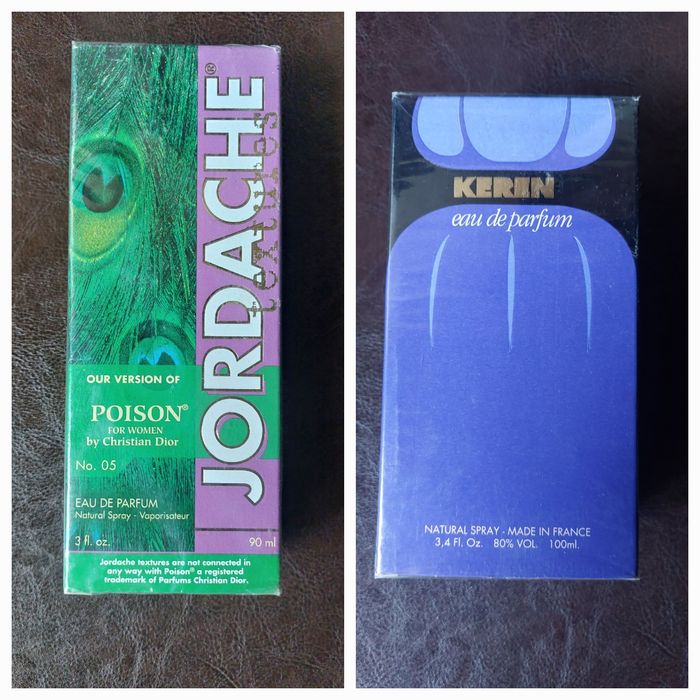 JORDACHE®
textures
OUR VERSION OF
POISON®
FOR WOMEN
by Christian Dior
No. 05
EAU DE PARFUM
Natural Spray - Vaporisateur
3 fl. oz. 90 ml
Jordache textures are not connected in
any way with Poison® a registered
trademark of Parfums Christian Dior.
KEREN
eau de parfum
NATURAL SPRAY - MADE IN FRANCE
3,4 Fl. Oz. 80% VOL. 100ml.